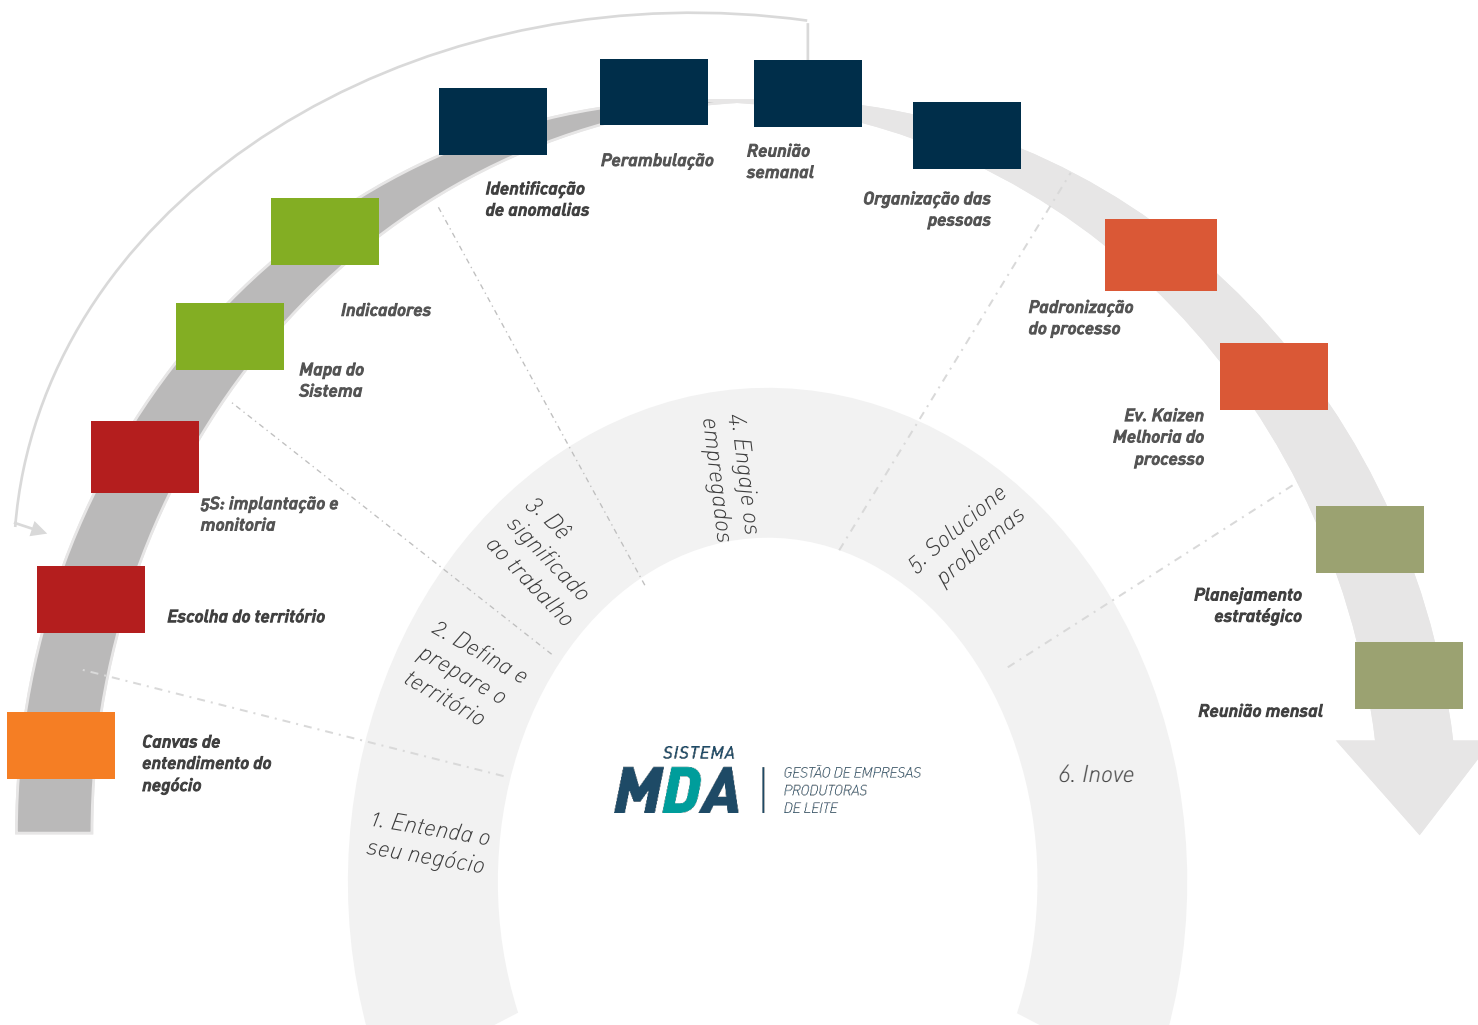 Canvas de
entendimento do
negócio
Escolha do território
5S: implantação e
monitoria
Mapa do
Sistema
Indicadores
Identificação
de anomalias
Perambulação
Reunião
semanal
Organização das
pessoas
Padronização
do processo
Ev. Kaizen
Melhoria do
processo
Planejamento
estratégico
Reunião mensal
1. Entenda o
seu negócio
2. Defina e
prepare o
território
3. Dê
significado
ao trabalho
4. Engaje os
empregados
5. Solucione
problemas
6. Inove
SISTEMA
MDA
GESTÃO DE EMPRESAS
PRODUTORAS
DE LEITE